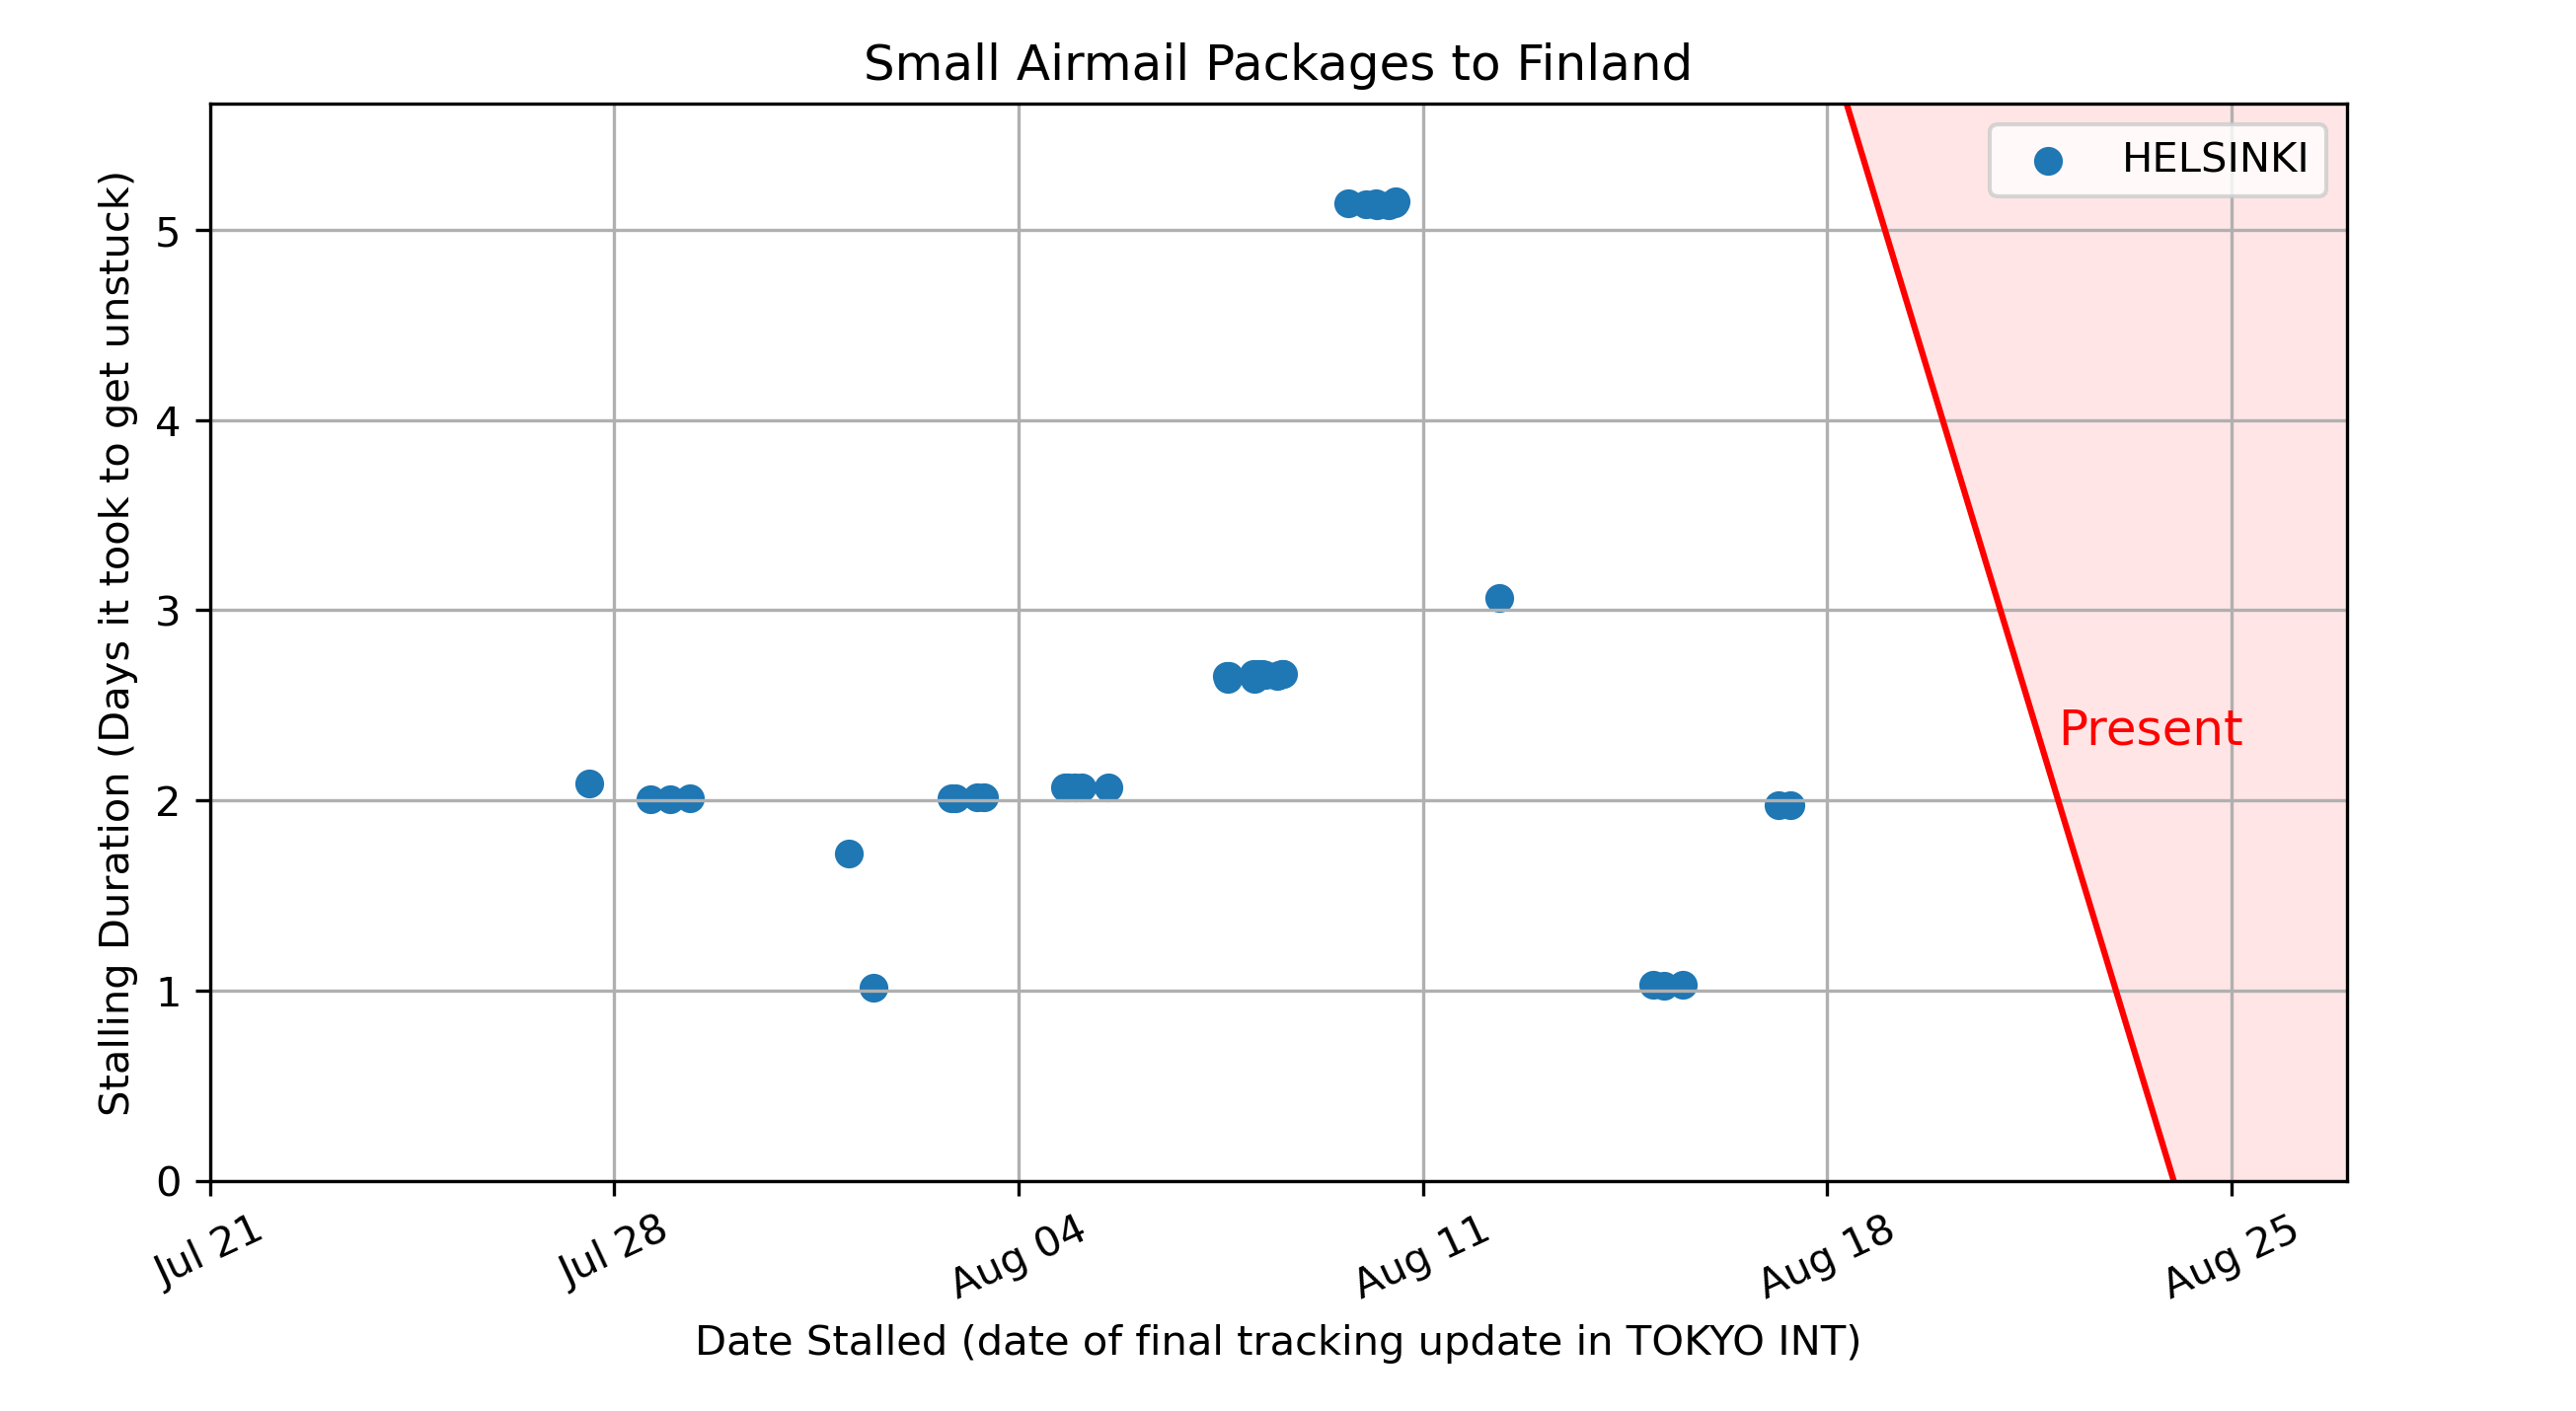 Small Airmail Packages to Finland
HELSINKI
Stalling Duration (Days it took to get unstuck)
5
4
3
2
1
0
Present
Jul 21
Jul 28
Aug 04
Aug 11
Aug 18
Aug 25
Date Stalled (date of final tracking update in TOKYO INT)